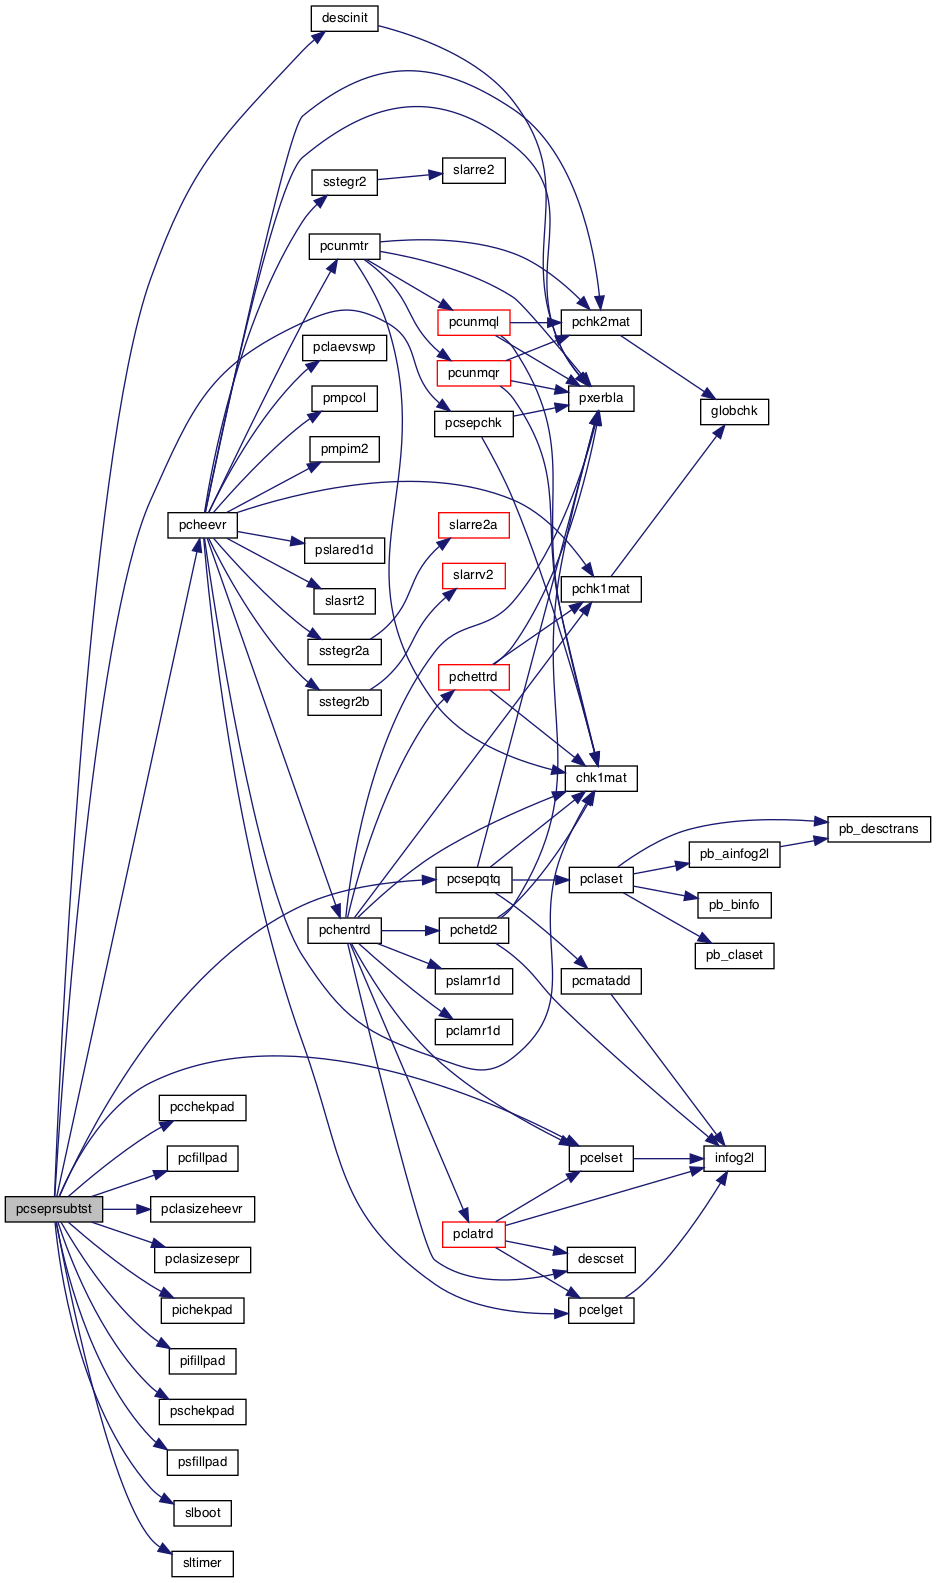 descinit
slarre2
sstegr2
pcunmtr
pcunmql
pchk2mat
pclaevswp
pcunmqr
pmpcol
pxerbla
globchk
pcsepchk
pmpim2
pcheevr
slarre2a
pslared1d
slarrv2
pchk1mat
slasrt2
sstegr2a
pchettrd
sstegr2b
chk1mat
pb_desctrans
pb_ainfog2l
pcsepqtq
pclaset
pb_binfo
pchentrd
pchetd2
pb_claset
pslamr1d
pcmatadd
pclamr1d
pcchekpad
pcfillpad
pcelset
infog2l
pcseprsubtst
pclasizeheevr
pclatrd
pclasizesepr
descset
pichekpad
pcelget
pifillpad
pschekpad
psfillpad
slboot
sltimer